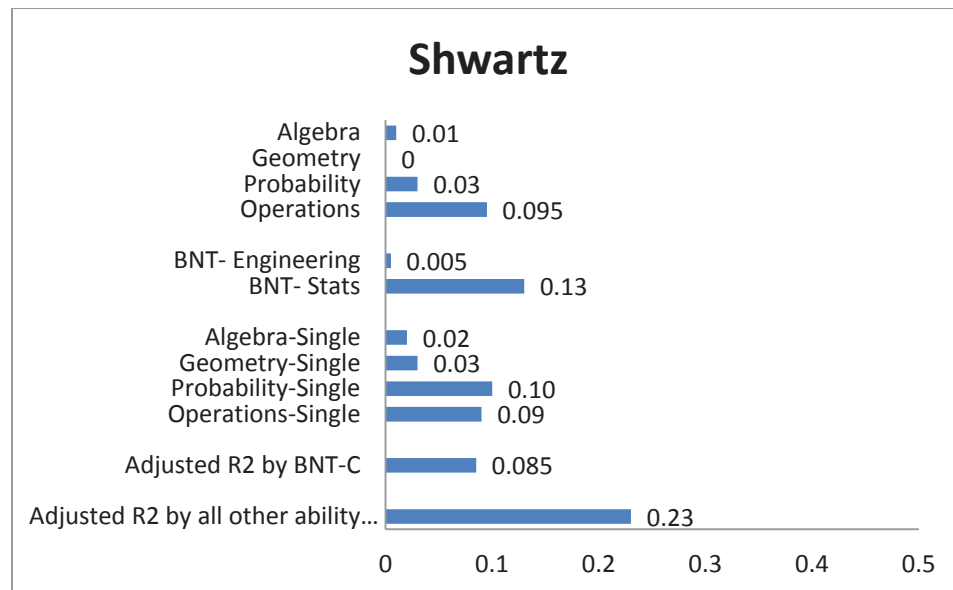 Shwartz
Algebra 0.01
Geometry 0
Probability 0.03
Operations 0.095
BNT- Engineering 0.005
BNT- Stats 0.13
Algebra-Single 0.02
Geometry-Single 0.03
Probability-Single 0.10
Operations-Single 0.09
Adjusted R2 by BNT-C 0.085
Adjusted R2 by all other ability... 0.23
0 0.1 0.2 0.3 0.4 0.5